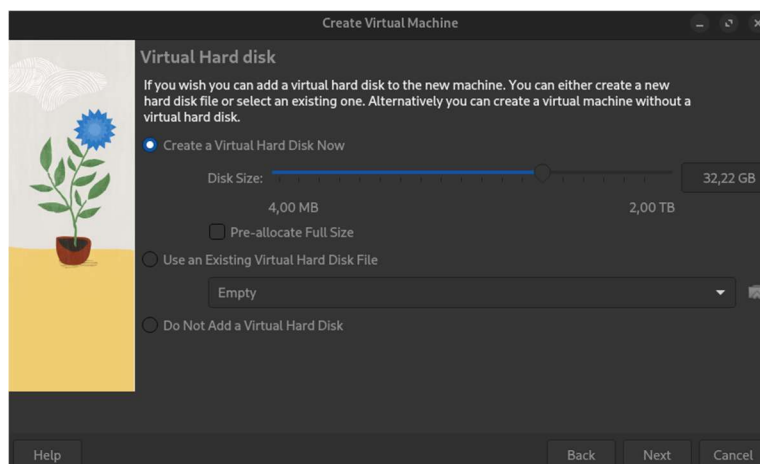 Create Virtual Machine
Virtual Hard disk
If you wish you can add a virtual hard disk to the new machine. You can either create a new
hard disk file or select an existing one. Alternatively you can create a virtual machine without a
virtual hard disk.
Create a Virtual Hard Disk Now
Disk Size:
32,22 GB
4,00 MB
2,00 TB
Pre-allocate Full Size
Use an Existing Virtual Hard Disk File
Empty
Do Not Add a Virtual Hard Disk
Help
Back
Next
Cancel